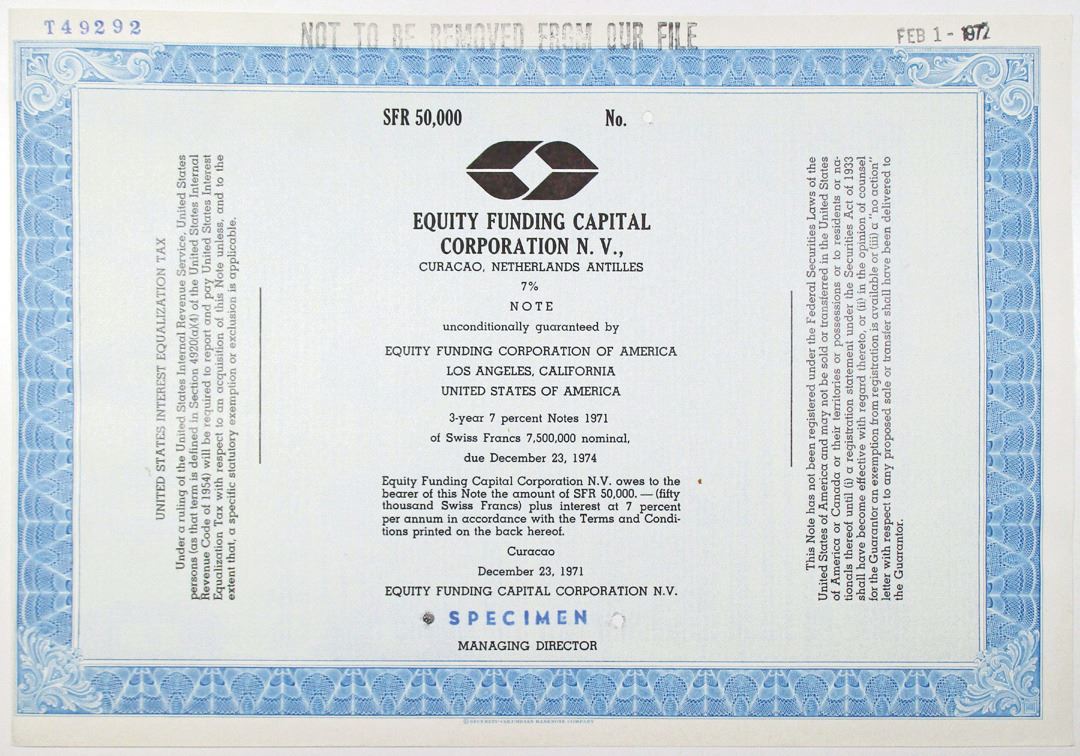 T49292
NOT TO BE REMOVED FROM OUR FILE
FEB 1 - 1972
SFR 50,000 No.
EQUITY FUNDING CAPITAL
CORPORATION N. V.,
CURACAO, NETHERLANDS ANTILLES
7%
NOTE
unconditionally guaranteed by
EQUITY FUNDING CORPORATION OF AMERICA
LOS ANGELES, CALIFORNIA
UNITED STATES OF AMERICA
3-year 7 percent Notes 1971
of Swiss Francs 7,500,000 nominal,
due December 23, 1974
Equity Funding Capital Corporation N.V. owes to the
bearer of this Note the amount of SFR 50,000. — (fifty
thousand Swiss Francs) plus interest at 7 percent
per annum in accordance with the Terms and Condi-
tions printed on the back hereof.
Curacao
December 23, 1971
EQUITY FUNDING CAPITAL CORPORATION N.V.
SPECIMEN
MANAGING DIRECTOR
UNITED STATES INTEREST EQUALIZATION TAX
Under a ruling of the United States Internal Revenue Service, United States
persons (as that term is defined in Section 4920(a)(4) of the United States Internal
Revenue Code of 1954) will be required to report and pay United States Interest
Equalization Tax with respect to an acquisition of this Note unless, and to the
extent that, a specific statutory exemption or exclusion is applicable.
This Note has not been registered under the Federal Securities Laws of the
United States of America and may not be sold or transferred in the United States
of America or Canada or their territories or possessions or to residents or na-
tionals thereof until (i) a registration statement under the Securities Act of 1933
shall have become effective with regard thereto, or (ii) in the opinion of counsel
for the Guarantor an exemption from registration is available or (iii) a "no action"
letter with respect to any proposed sale or transfer shall have been delivered to
the Guarantor.
© SECURITY-COLUMBIAN BANKNOTE COMPANY